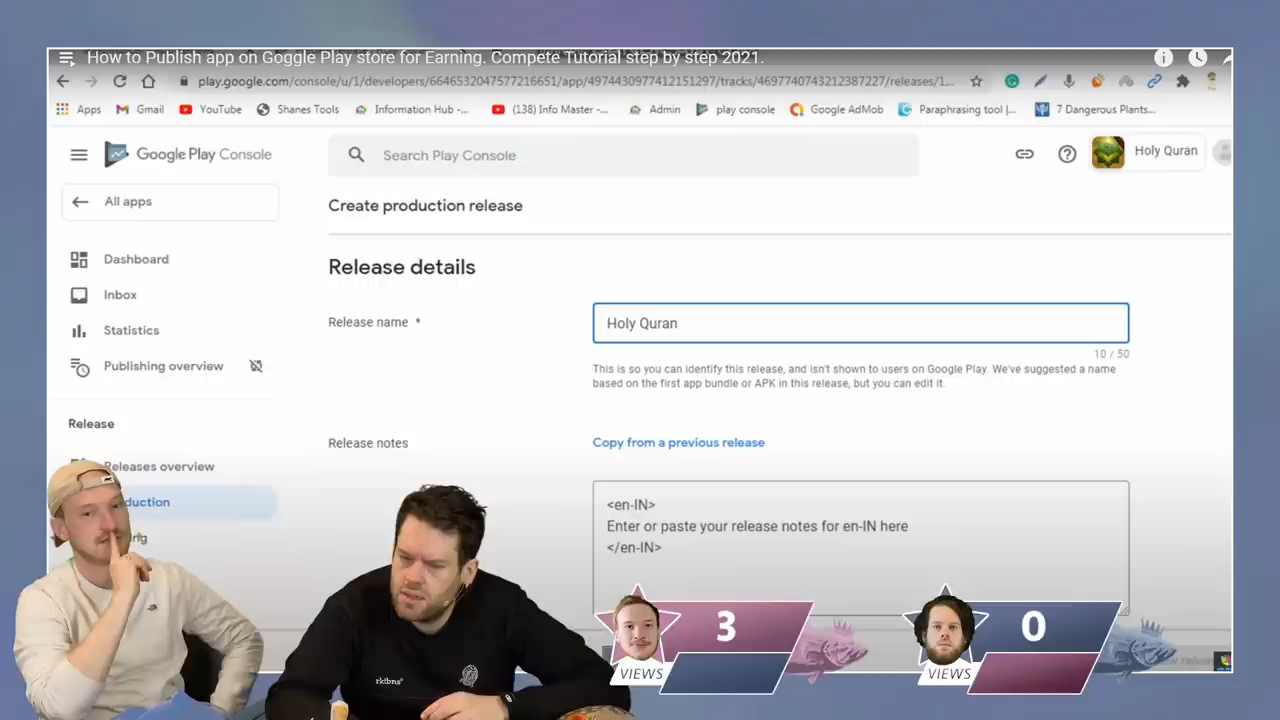 How to Publish app on Goggle Play store for Earning. Compete Tutorial step by step 2021.
play.google.com/console/u/1/developers/6646532047577216651/app/4974430977412151297/tracks/4697740743212387227/releases/1...
Apps Gmail YouTube Shanes Tools Information Hub -... (138) Info Master -... Admin play console Google AdMob Paraphrasing tool |... 7 Dangerous Plants...
Google Play Console
Search Play Console
Holy Quran
All apps
Create production release
Dashboard
Release details
Inbox
Release name *
Holy Quran
Statistics
10 / 50
Publishing overview
This is so you can identify this release, and isn't shown to users on Google Play. We've suggested a name
based on the first app bundle or APK in this release, but you can edit it.
Release
Release notes
Copy from a previous release
Releases overview
duction
<en-IN>
Enter or paste your release notes for en-IN here
</en-IN>
3
0
VIEWS
VIEWS
rkibns